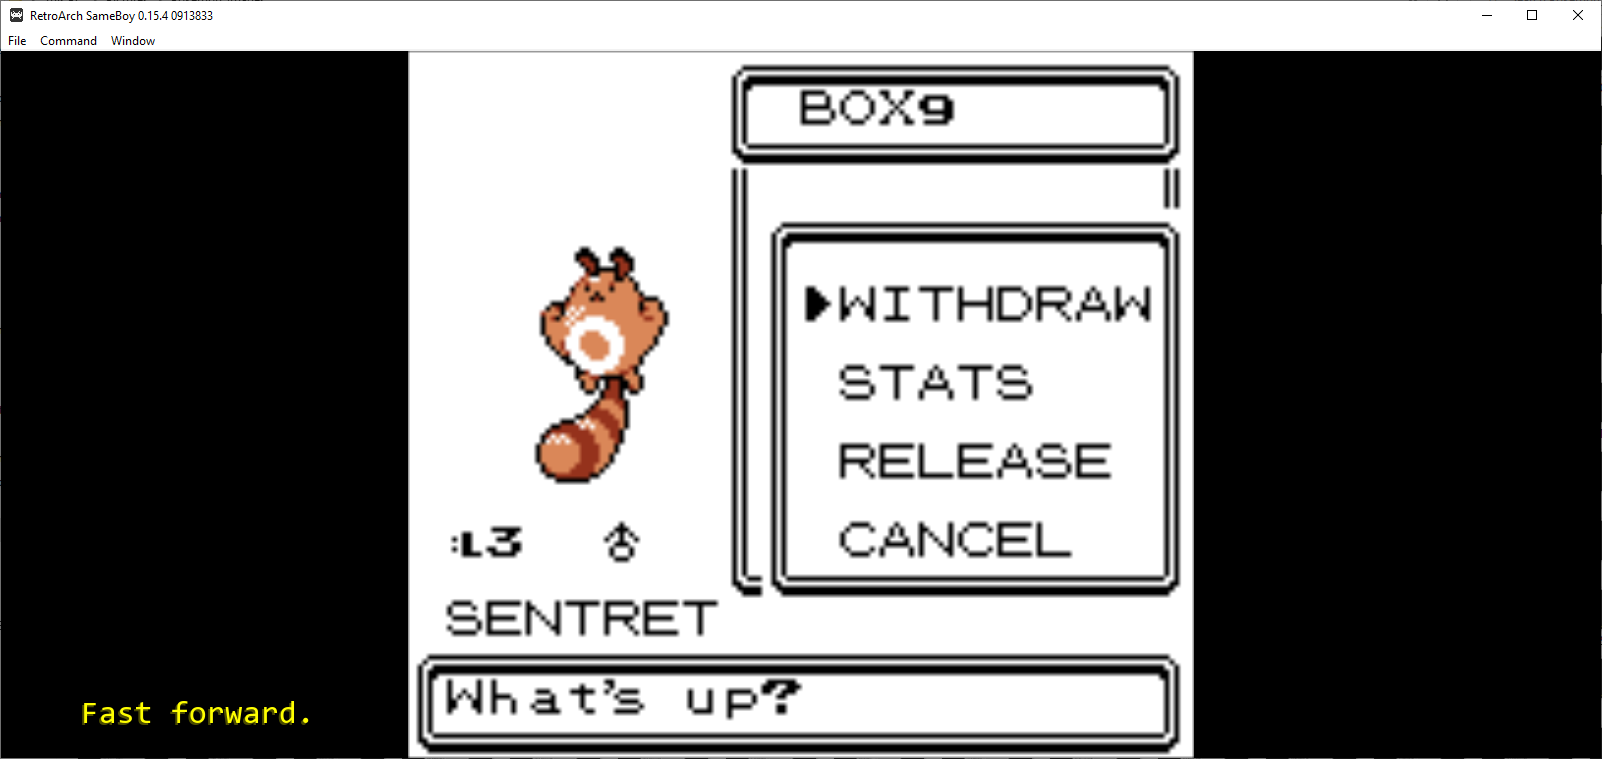 RetroArch SameBoy 0.15.4 0913833
File Command Window
BOX9
WITHDRAW
STATS
RELEASE
CANCEL
:L3 ♂
SENTRET
What's up?
Fast forward.